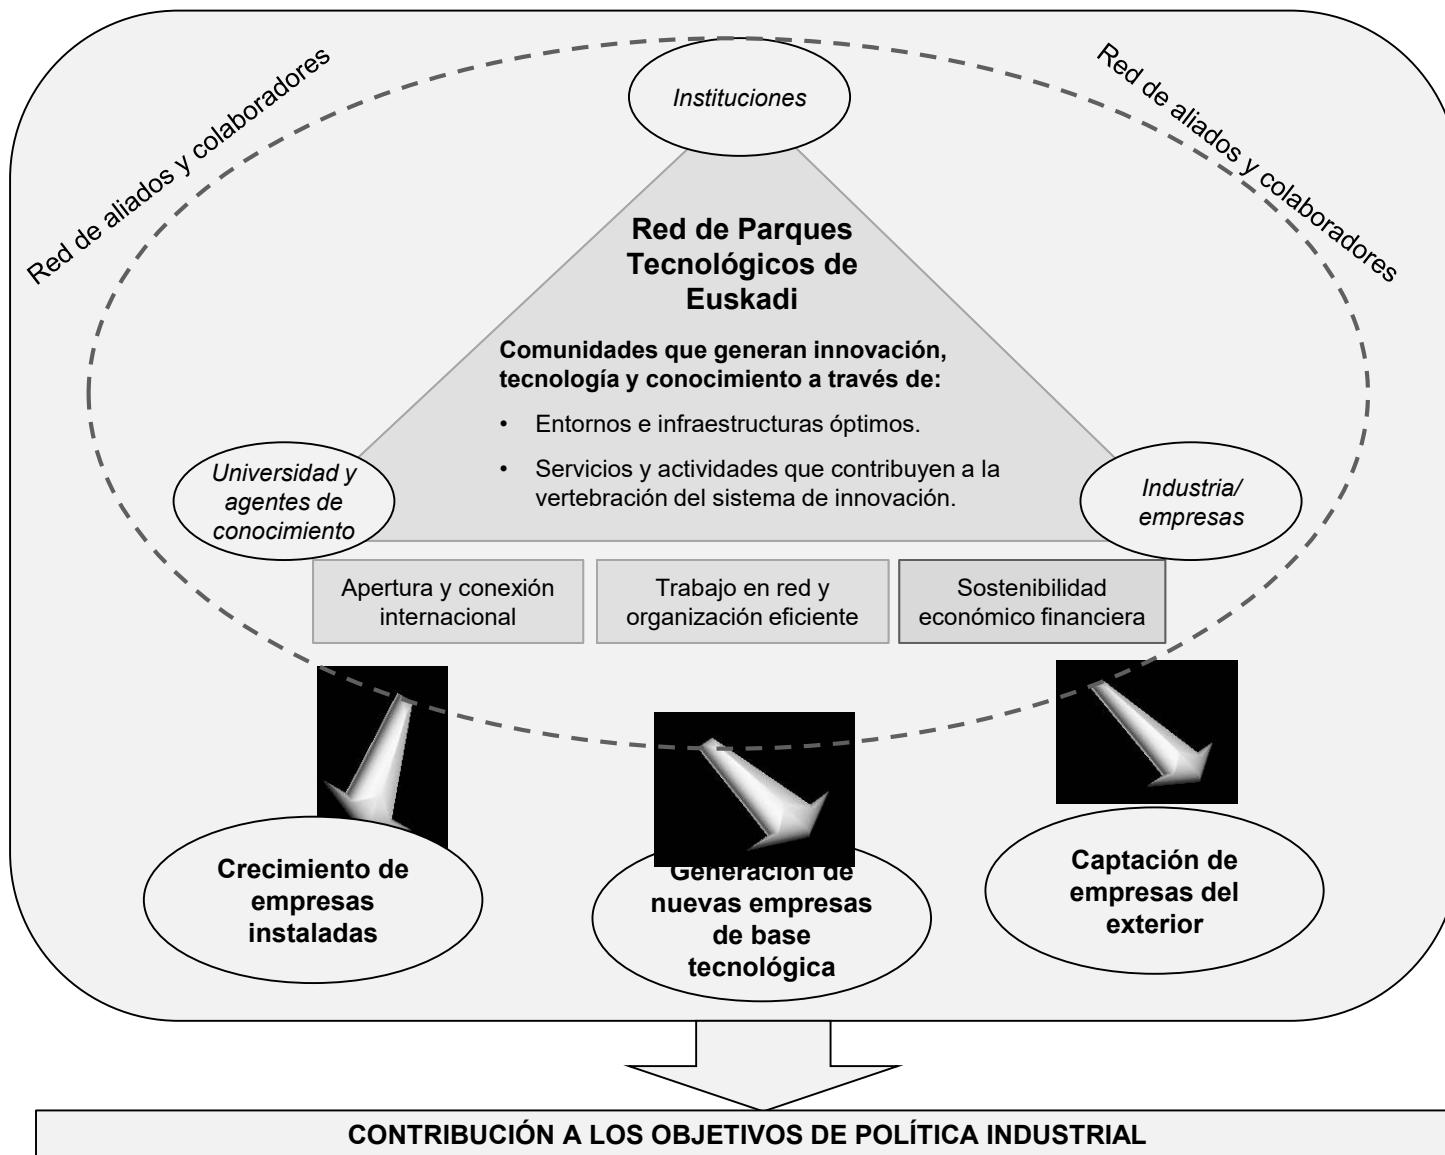 Red de aliados y colaboradores
Red de aliados y colaboradores
Instituciones
Red de Parques
Tecnológicos de
Euskadi
Comunidades que generan innovación,
tecnología y conocimiento a través de:
• Entornos e infraestructuras óptimos.
• Servicios y actividades que contribuyen a la
vertebración del sistema de innovación.
Universidad y
agentes de
conocimiento
Industria/
empresas
Apertura y conexión
internacional
Trabajo en red y
organización eficiente
Sostenibilidad
económico financiera
Crecimiento de
empresas
instaladas
Generación de
nuevas empresas
de base
tecnológica
Captación de
empresas del
exterior
CONTRIBUCIÓN A LOS OBJETIVOS DE POLÍTICA INDUSTRIAL